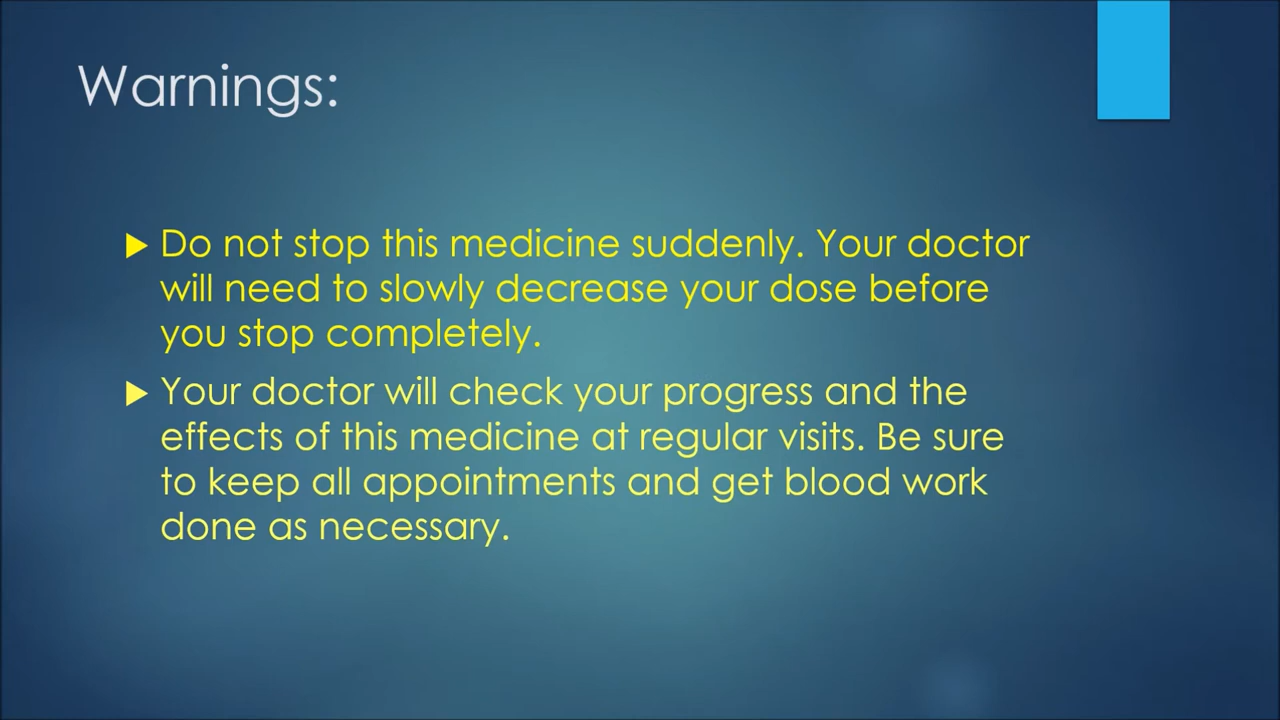 Warnings:
Do not stop this medicine suddenly. Your doctor
will need to slowly decrease your dose before
you stop completely.
Your doctor will check your progress and the
effects of this medicine at regular visits. Be sure
to keep all appointments and get blood work
done as necessary.